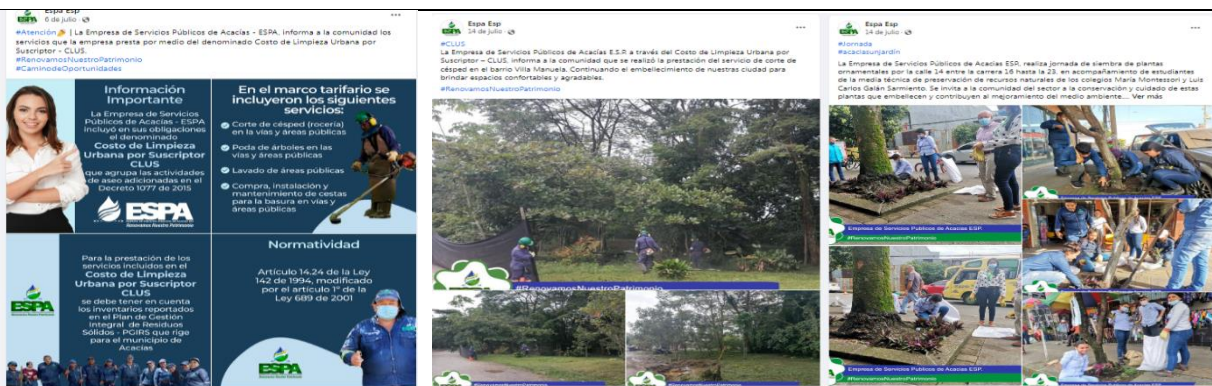 Espa Esp
6 de julio ·
#Atención | La Empresa de Servicios Públicos de Acacías - ESPA, informa a la comunidad los
servicios que la empresa presta por medio del denominado Costo de Limpieza Urbana por
Suscriptor - CLUS.
#RenovamosNuestroPatrimonio
#CaminodeOportunidades
Información
Importante
La Empresa de Servicios
Públicos de Acacías - ESPA
incluyó en sus obligaciones
el denominado
Costo de Limpieza
Urbana por Suscriptor
CLUS
que agrupa las actividades
de aseo adicionadas en el
Decreto 1077 de 2015
ESPA
Renovamos Nuestro Patrimonio
En el marco tarifario se
incluyeron los siguientes
servicios:
Corte de césped (rocería)
en la vías y áreas públicas
Poda de árboles en las
vías y áreas públicas
Lavado de áreas públicas
Compra, instalación y
mantenimiento de cestas
para la basura en vías y
áreas públicas
Para la prestación de los
servicios incluidos en el
Costo de Limpieza
Urbana por Suscriptor
CLUS
se debe tener en cuenta
los inventarios reportados
en el Plan de Gestión
Integral de Residuos
Sólidos - PGIRS que rige
para el municipio de
Acacías
ESPA
Normatividad
Artículo 14.24 de la Ley
142 de 1994, modificado
por el artículo 1° de la
Ley 689 de 2001
ESPA
Espa Esp
14 de julio ·
#CLUS
La Empresa de Servicios Públicos de Acacías E.S.P. a través del Costo de Limpieza Urbana por
Suscriptor – CLUS, informa a la comunidad que se realizó la prestación del servicio de corte de
césped en el barrio Villa Manuela. Continuando el embellecimiento de nuestras ciudad para
brindar espacios confortables y agradables.
#RenovamosNuestroPatrimonio
#RenovamosNuestroPatrimonio
Espa Esp
14 de julio ·
#Jornada
#acaciasunjardin
La Empresa de Servicios Públicos de Acacías ESP, realiza jornada de siembra de plantas
ornamentales por la calle 14 entre la carrera 16 hasta la 23, en acompañamiento de estudiantes
de la media técnica de preservación de recursos naturales de los colegios María Montessori y Luis
Carlos Galán Sarmiento. Se invita a la comunidad del sector a la conservación y cuidado de estas
plantas que embellecen y contribuyen al mejoramiento del medio ambiente.... Ver más
Empresa de Servicios Publicos de Acacias ESP.
#RenovamosNuestroPatrimonio
Empresa de Servicios Publicos de Acacias ESP.
#RenovamosNuestroPatrimonio